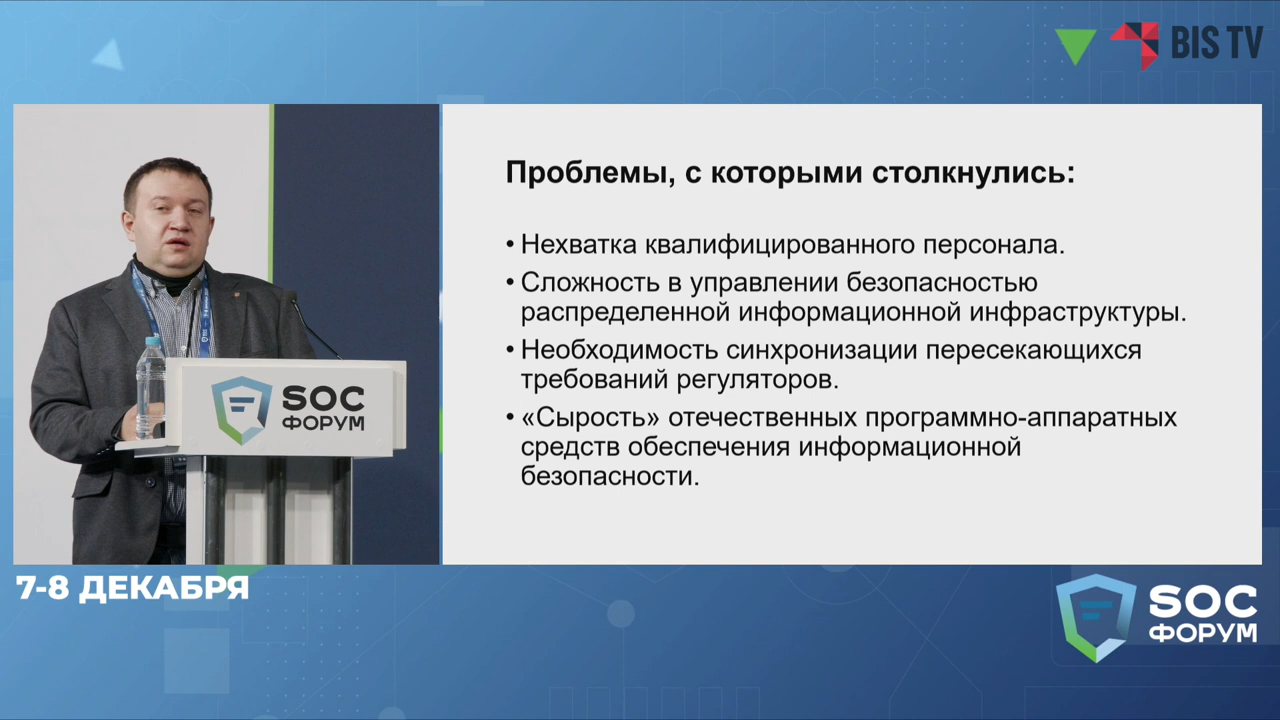 BIS TV
Проблемы, с которыми столкнулись:
• Нехватка квалифицированного персонала.
• Сложность в управлении безопасностью
распределенной информационной инфраструктуры.
• Необходимость синхронизации пересекающихся
требований регуляторов.
• «Сырость» отечественных программно-аппаратных
средств обеспечения информационной
безопасности.
SOC
ФОРУМ
7-8 ДЕКАБРЯ
SOC
ФОРУМ